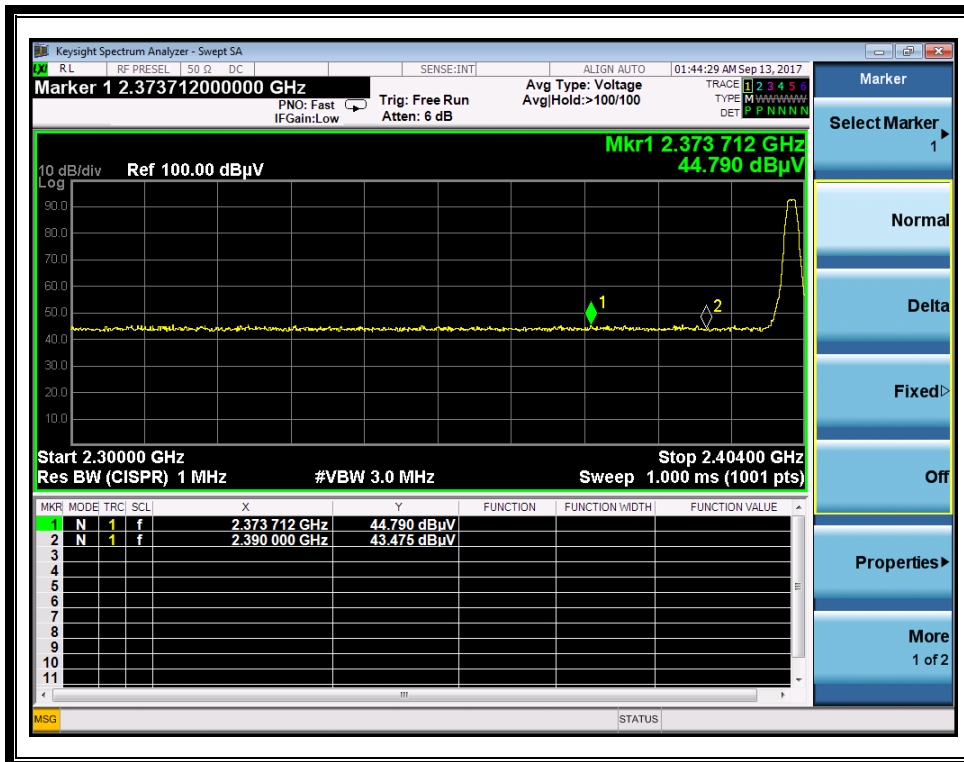 Keysight Spectrum Analyzer - Swept SA
RL RF PRESEL 50 Ω DC SENSE:INT ALIGN AUTO 01:44:29 AM Sep 13, 2017
Marker 1 2.373712000000 GHz
PNO: Fast
IFGain:Low
Trig: Free Run
Atten: 6 dB
Avg Type: Voltage
Avg|Hold:>100/100
TRACE 1 2 3 4 5 6
TYPE M WWWWW
DET P P N N N N
Mkr1 2.373 712 GHz
44.790 dBµV
10 dB/div Ref 100.00 dBµV
Log
90.0
80.0
70.0
60.0
50.0
40.0
30.0
20.0
10.0
1
2
Start 2.30000 GHz Stop 2.40400 GHz
Res BW (CISPR) 1 MHz #VBW 3.0 MHz Sweep 1.000 ms (1001 pts)
MKR MODE TRC SCL X Y FUNCTION FUNCTION WIDTH FUNCTION VALUE
1 N 1 f 2.373 712 GHz 44.790 dBµV
2 N 1 f 2.390 000 GHz 43.475 dBµV
3
4
5
6
7
8
9
10
11
MSG STATUS
Marker
Select Marker
1
Normal
Delta
Fixed
Off
Properties
More
1 of 2